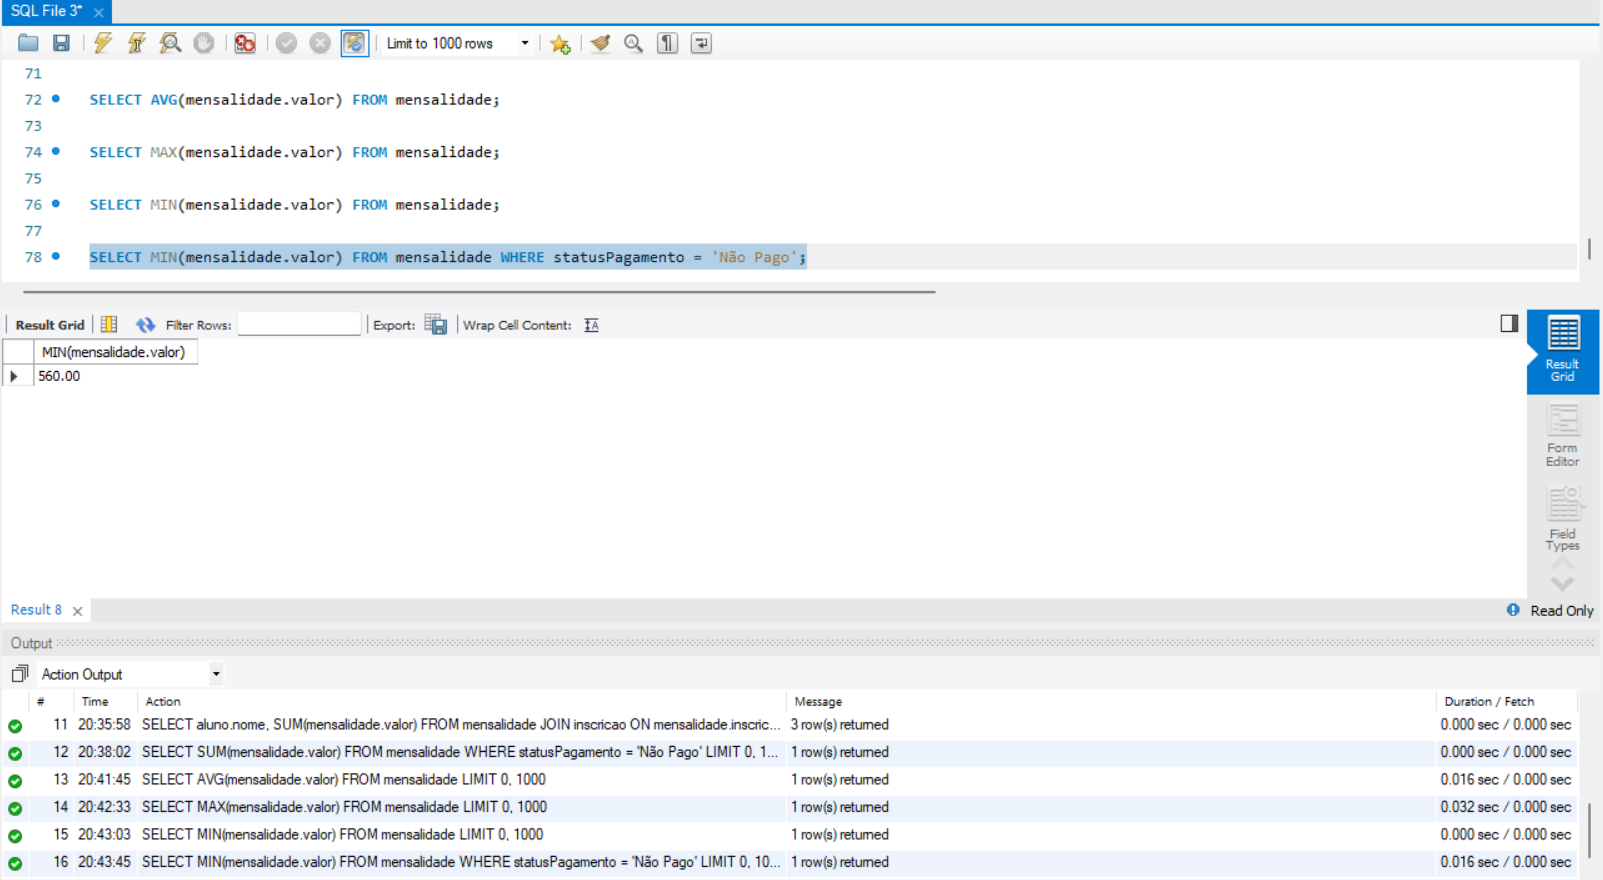 SQL File 3*
Limit to 1000 rows
71
72 SELECT AVG(mensalidade.valor) FROM mensalidade;
73
74 SELECT MAX(mensalidade.valor) FROM mensalidade;
75
76 SELECT MIN(mensalidade.valor) FROM mensalidade;
77
78 SELECT MIN(mensalidade.valor) FROM mensalidade WHERE statusPagamento = 'Não Pago';
Result Grid Filter Rows: Export: Wrap Cell Content:
MIN(mensalidade.valor)
560.00
Result
Grid
Form
Editor
Field
Types
Result 8 Read Only
Output
Action Output
# Time Action Message Duration / Fetch
11 20:35:58 SELECT aluno.nome, SUM(mensalidade.valor) FROM mensalidade JOIN inscricao ON mensalidade.inscric... 3 row(s) returned 0.000 sec / 0.000 sec
12 20:38:02 SELECT SUM(mensalidade.valor) FROM mensalidade WHERE statusPagamento = 'Não Pago' LIMIT 0, 1... 1 row(s) returned 0.000 sec / 0.000 sec
13 20:41:45 SELECT AVG(mensalidade.valor) FROM mensalidade LIMIT 0, 1000 1 row(s) returned 0.016 sec / 0.000 sec
14 20:42:33 SELECT MAX(mensalidade.valor) FROM mensalidade LIMIT 0, 1000 1 row(s) returned 0.032 sec / 0.000 sec
15 20:43:03 SELECT MIN(mensalidade.valor) FROM mensalidade LIMIT 0, 1000 1 row(s) returned 0.000 sec / 0.000 sec
16 20:43:45 SELECT MIN(mensalidade.valor) FROM mensalidade WHERE statusPagamento = 'Não Pago' LIMIT 0, 10... 1 row(s) returned 0.016 sec / 0.000 sec